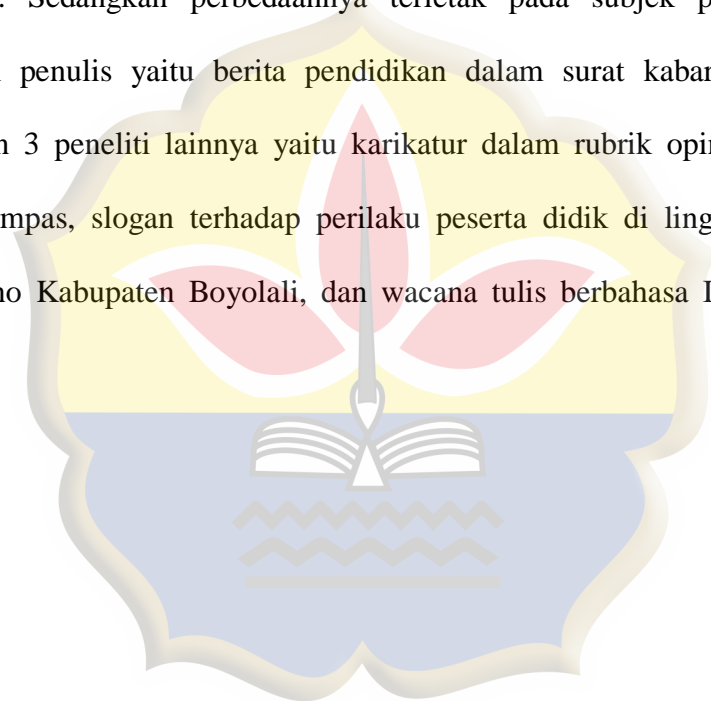 . Sedangkan perbedaannya terletak pada subjek p
penulis yaitu berita pendidikan dalam surat kabar
n 3 peneliti lainnya yaitu karikatur dalam rubrik opin
mpas, slogan terhadap perilaku peserta didik di ling
no Kabupaten Boyolali, dan wacana tulis berbahasa I